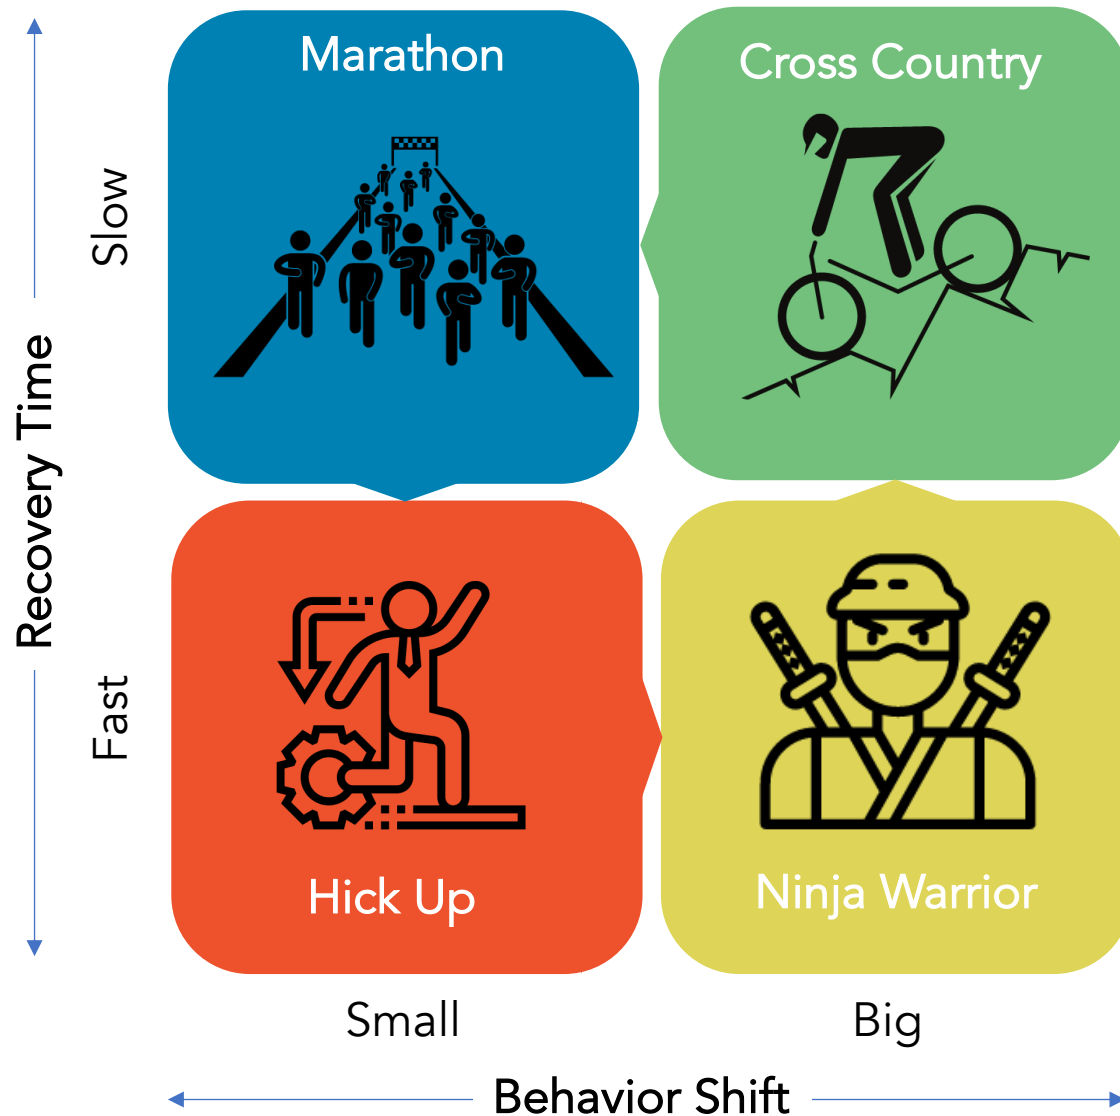 Marathon
Cross Country
Slow
Recovery Time
Fast
Hick Up
Ninja Warrior
Small
Big
Behavior Shift